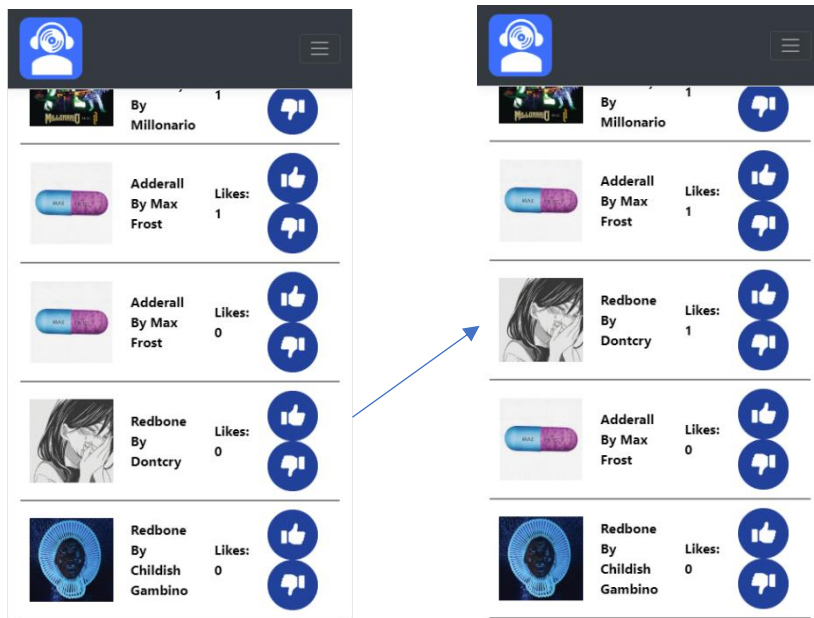 1
By
Millonario
MILLONARIO
Adderall
By Max
Frost
Likes:
1
Adderall
By Max
Frost
Likes:
0
Redbone
By
Dontcry
Likes:
0
Redbone
By
Childish
Gambino
Likes:
0
1
By
Millonario
MILLONARIO
Adderall
By Max
Frost
Likes:
1
Redbone
By
Dontcry
Likes:
1
Adderall
By Max
Frost
Likes:
0
Redbone
By
Childish
Gambino
Likes:
0